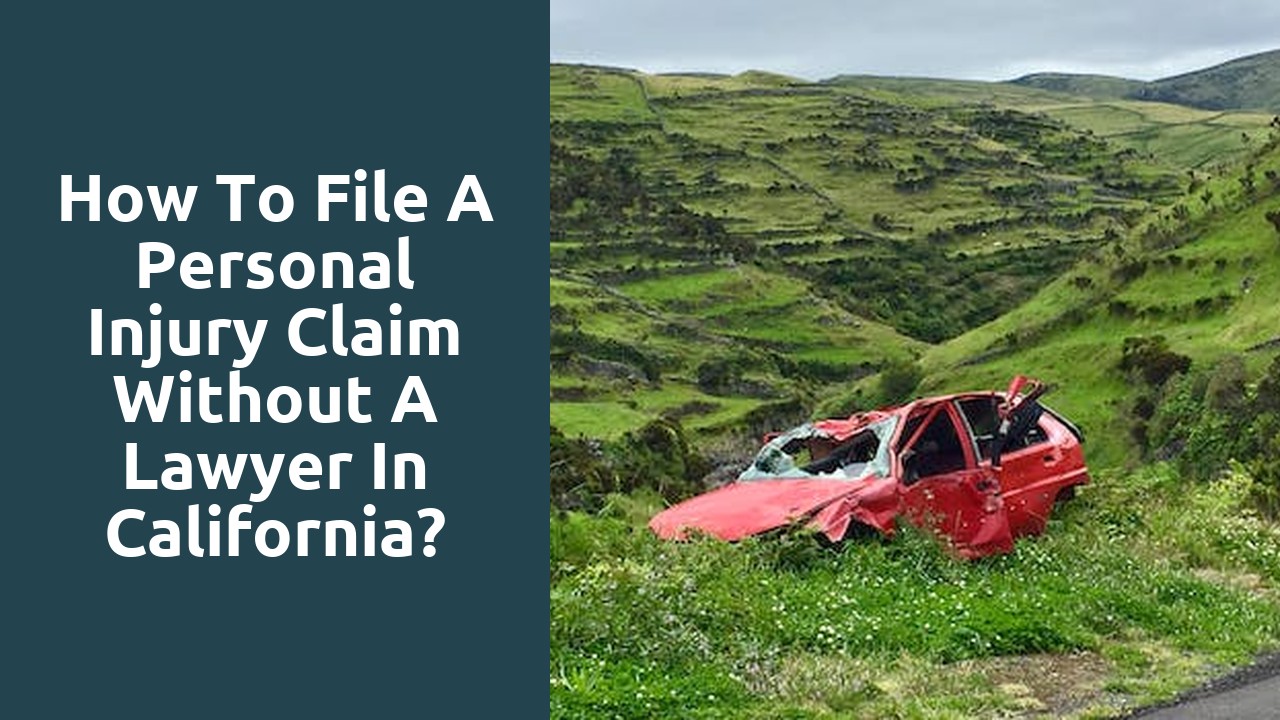 How To File A
Personal
Injury Claim
Without A
Lawyer In
California?